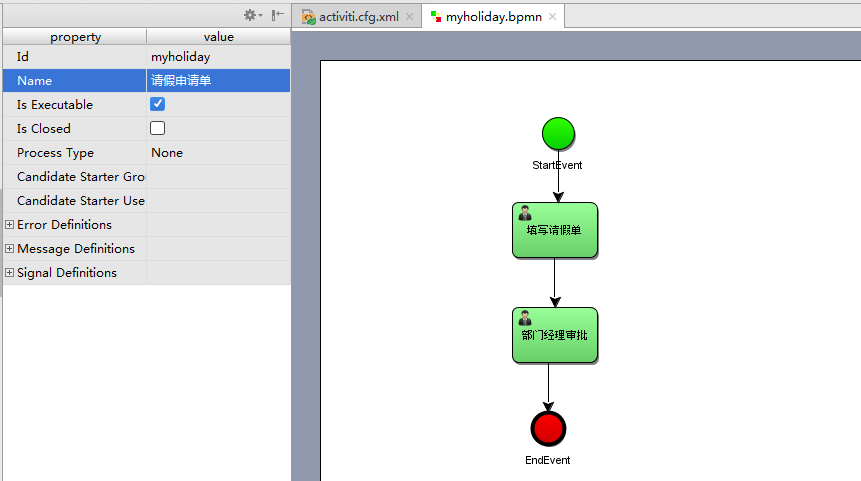 property value
Id myholiday
Name 请假申请单
Is Executable
Is Closed
Process Type None
Candidate Starter Gro
Candidate Starter Use
Error Definitions
Message Definitions
Signal Definitions
activiti.cfg.xml myholiday.bpmn
StartEvent
填写请假单
部门经理审批
EndEvent